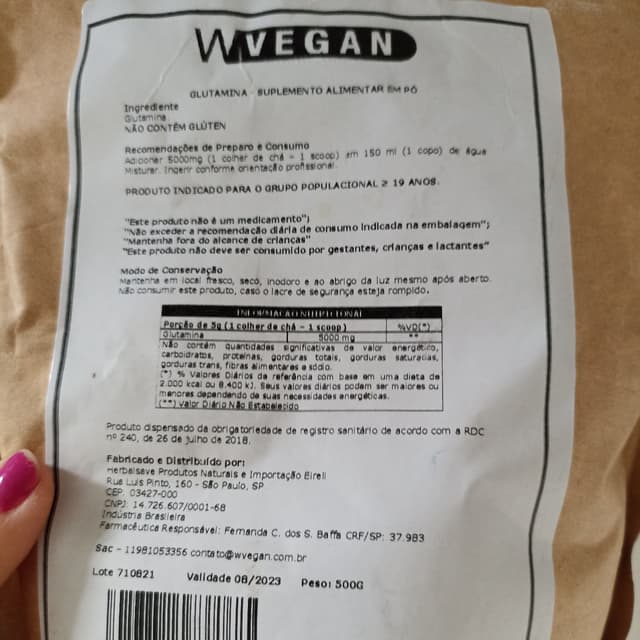 WVEGAN
GLUTAMINA - SUPLEMENTO ALIMENTAR EM PÓ
Ingrediente
Glutamina.
NÃO CONTÉM GLÚTEN
Recomendações de Preparo e Consumo
Adicionar 5000mg (1 colher de chá - 1 scoop) em 150 ml (1 copo) de água
Misturar. Ingerir conforme orientação profissional.
PRODUTO INDICADO PARA O GRUPO POPULACIONAL ≥ 19 ANOS.
"Este produto não é um medicamento")
"Não exceder a recomendação diária de consumo indicada na embalagem";
"Mantenha fora do alcance de crianças"
"Este produto não deve ser consumido por gestantes, crianças e lactantes"
Modo de Conservação
Mantenha em local fresco, seco, inodoro e ao abrigo da luz mesmo após aberto.
Não consumir este produto, caso o lacre de segurança esteja rompido.
INFORMAÇÃO NUTRICIONAL
Porcão de 5g (1 colher de chá - 1 scoop) %VD(*)
Glutamina 5000 mg **
Não contém quantidades significativas de valor energético,
carboidratos, proteínas, gorduras totais, gorduras saturadas,
gorduras trans, fibras alimentares e sódio.
(*) % Valores Diários de referência com base em uma dieta de
2.000 kcal ou 8.400 kJ. Seus valores diários podem ser maiores ou
menores dependendo de suas necessidades energéticas.
(**) Valor Diário Não Estabelecido
Produto dispensado da obrigatoriedade de registro sanitário de acordo com a RDC
nº 240, de 26 de julho de 2018.
Fabricado e Distribuído por:
Herbalsave Produtos Naturais e Importação Eireli
Rua Luis Pinto, 160 - São Paulo, SP
CEP: 03427-000
CNPJ: 14.726.607/0001-68
Indústria Brasileira
Farmacêutica Responsável: Fernanda C. dos S. Baffa CRF/SP: 37.983
Sac - 11981053356 contato@wvegan.com.br
Lote 710821 Validade 08/2023 Peso: 500G